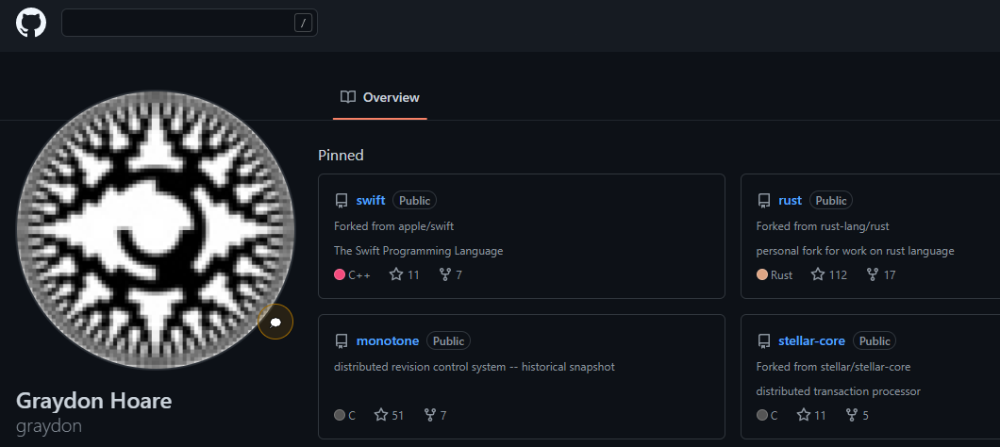 /
Overview
Pinned
swift Public
Forked from apple/swift
The Swift Programming Language
C++ 11 7
rust Public
Forked from rust-lang/rust
personal fork for work on rust language
Rust 112 17
monotone Public
distributed revision control system -- historical snapshot
C 51 7
stellar-core Public
Forked from stellar/stellar-core
distributed transaction processor
C 11 5
Graydon Hoare
graydon